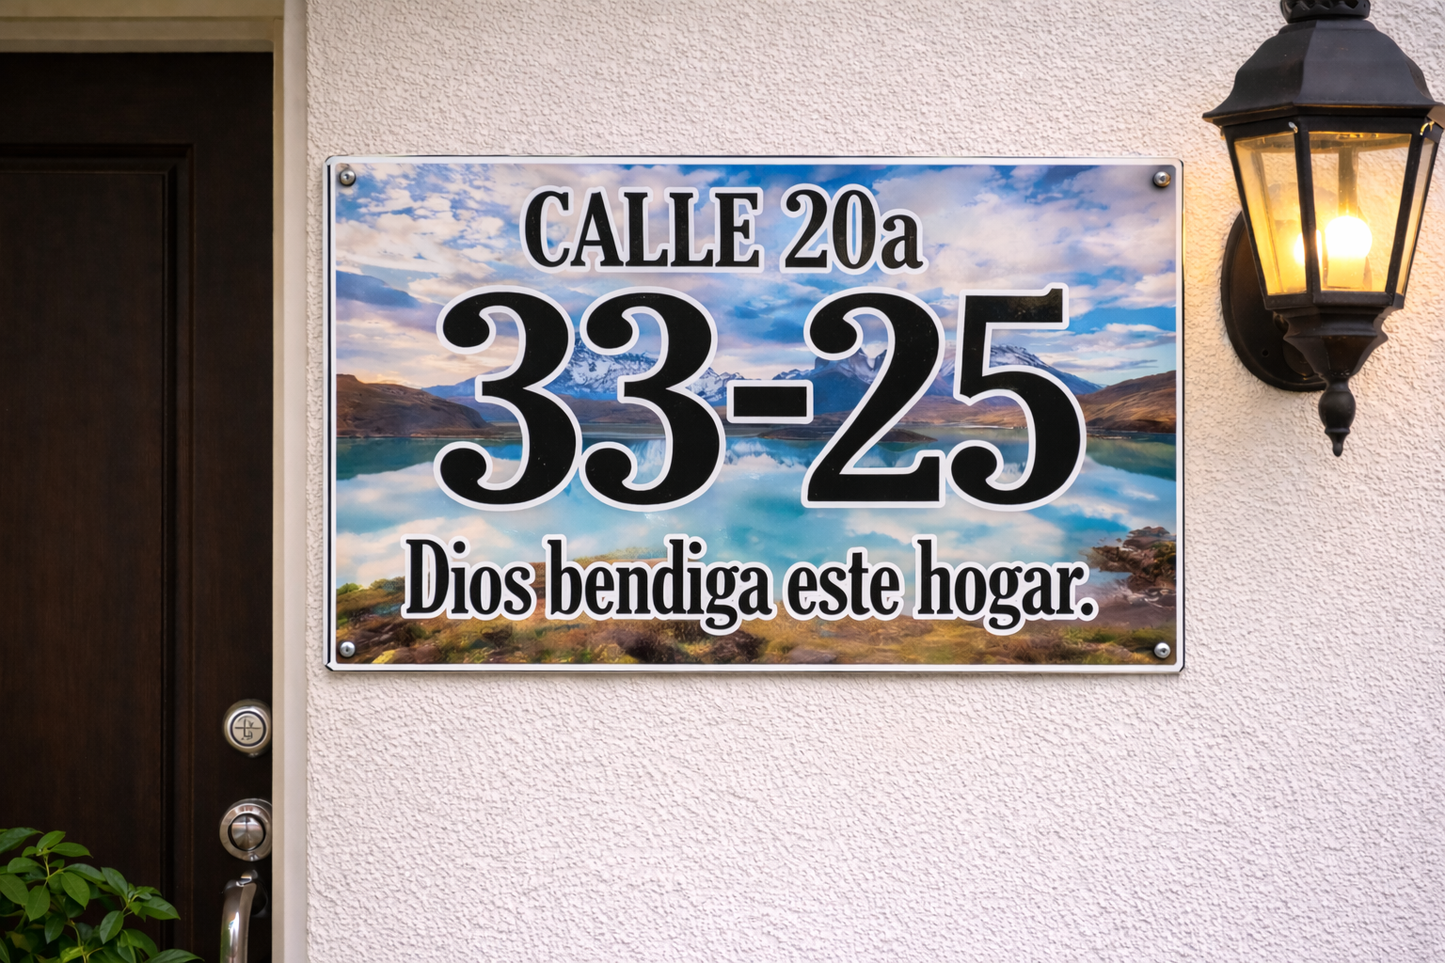 CALLE 20a
33-25
Dios bendiga este hogar.